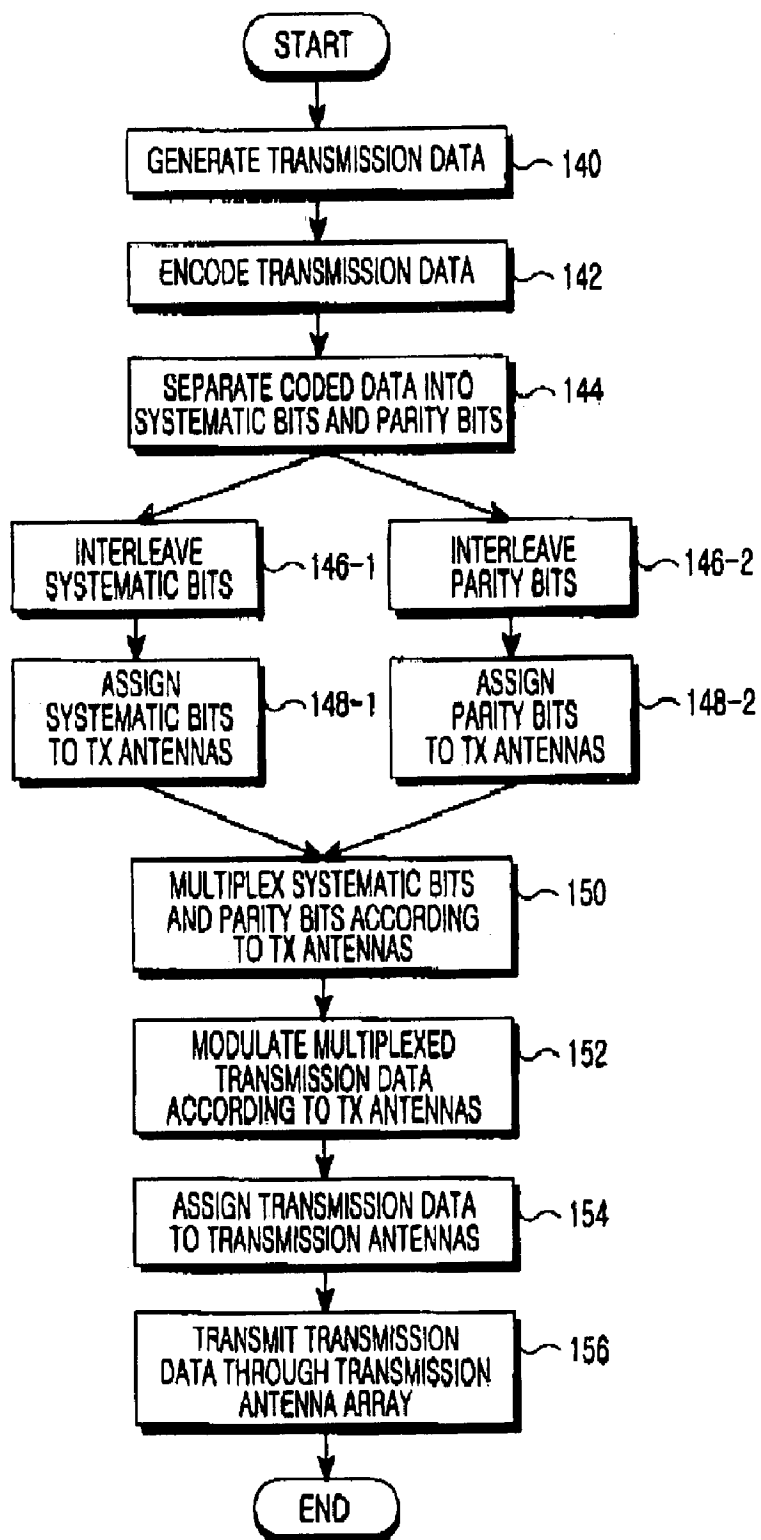 START
GENERATE TRANSMISSION DATA
140
ENCODE TRANSMISSION DATA
142
SEPARATE CODED DATA INTO
SYSTEMATIC BITS AND PARITY BITS
144
INTERLEAVE
SYSTEMATIC BITS
146-1
INTERLEAVE
PARITY BITS
146-2
ASSIGN
SYSTEMATIC BITS
TO TX ANTENNAS
148-1
ASSIGN
PARITY BITS
TO TX ANTENNAS
148-2
MULTIPLEX SYSTEMATIC BITS
AND PARITY BITS ACCORDING
TO TX ANTENNAS
150
MODULATE MULTIPLEXED
TRANSMISSION DATA
ACCORDING TO TX ANTENNAS
152
ASSIGN TRANSMISSION DATA
TO TRANSMISSION ANTENNAS
154
TRANSMIT TRANSMISSION
DATA THROUGH TRANSMISSION
ANTENNA ARRAY
156
END